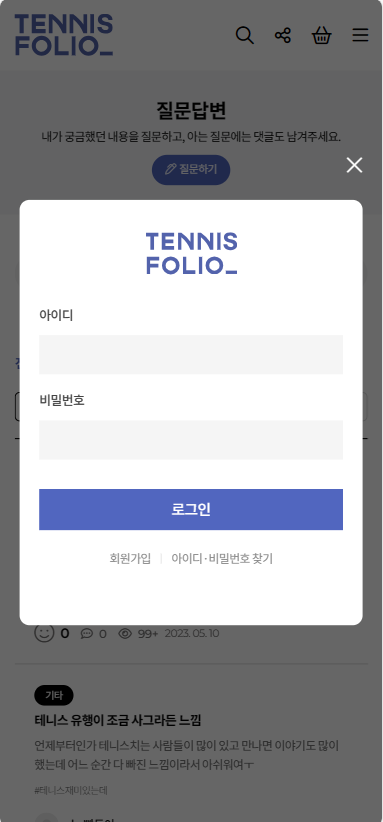 TENNIS
FOLIO_
질문답변
내가 궁금했던 내용을 질문하고, 아는 질문에는 댓글도 남겨주세요.
질문하기
TENNIS
FOLIO_
아이디
비밀번호
로그인
회원가입 | 아이디·비밀번호 찾기
0 0 99+ 2023. 05. 10
기타
테니스 유행이 조금 사그라든 느낌
언제부터인가 테니스치는 사람들이 많이 있고 만나면 이야기도 많이
했는데 어느 순간 다 빠진 느낌이라서 아쉬워여ㅜ
#테니스재미있는데